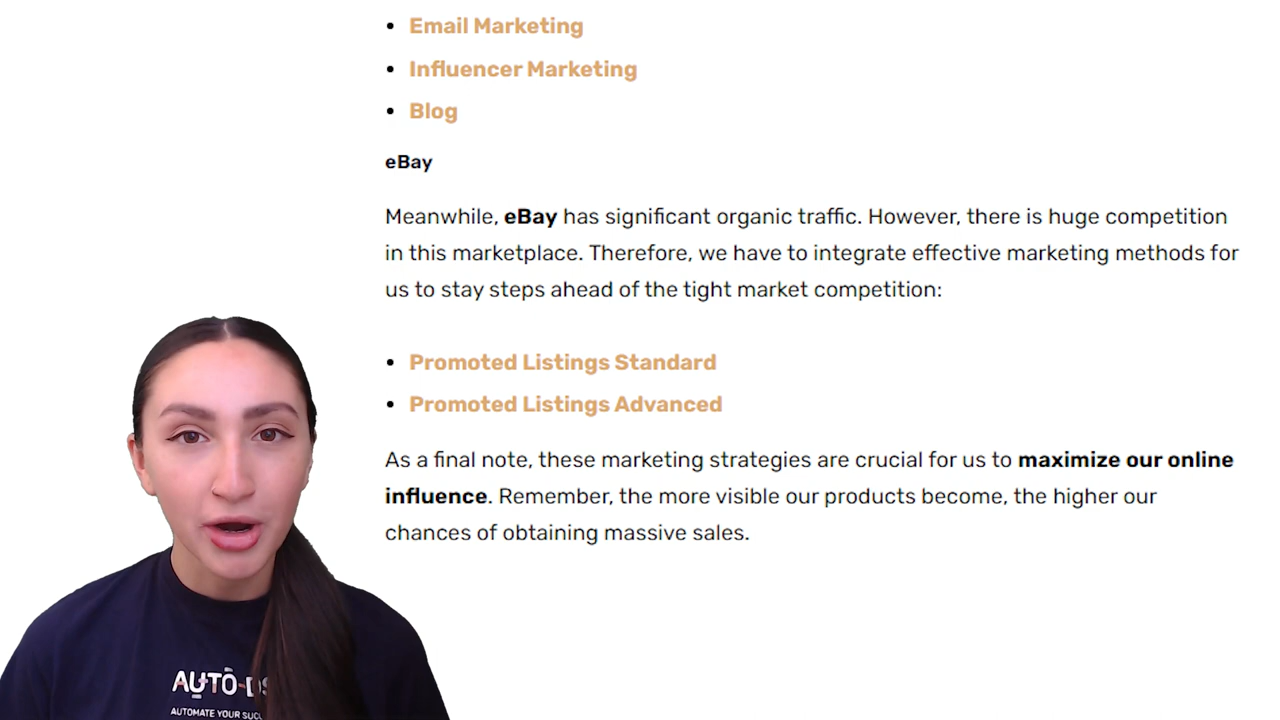 Email Marketing
Influencer Marketing
Blog
eBay
Meanwhile, eBay has significant organic traffic. However, there is huge competition
in this marketplace. Therefore, we have to integrate effective marketing methods for
us to stay steps ahead of the tight market competition:
Promoted Listings Standard
Promoted Listings Advanced
As a final note, these marketing strategies are crucial for us to maximize our online
influence. Remember, the more visible our products become, the higher our
chances of obtaining massive sales.
AUTO-DS
AUTOMATE YOUR